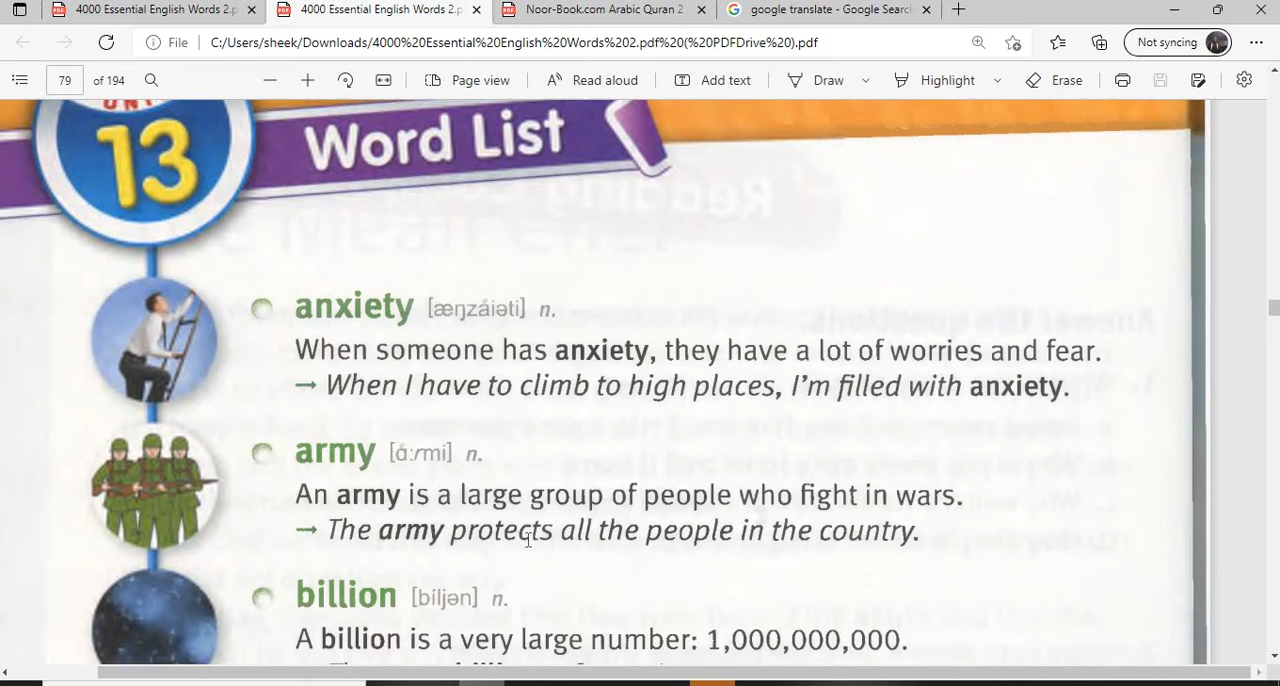 4000 Essential English Words 2.p
4000 Essential English Words 2.p
Noor-Book.com Arabic Quran 2
google translate - Google Searc
File
C:/Users/sheek/Downloads/4000%20Essential%20English%20Words%202.pdf%20(%20PDFDrive%20).pdf
Not syncing
79 of 194
Page view
Read aloud
Add text
Draw
Highlight
Erase
13
Word List
anxiety [æŋzáiəti] n.
When someone has anxiety, they have a lot of worries and fear.
→ When I have to climb to high places, I'm filled with anxiety.
army [ɑ́ːrmi] n.
An army is a large group of people who fight in wars.
→ The army protects all the people in the country.
billion [bíljən] n.
A billion is a very large number: 1,000,000,000.